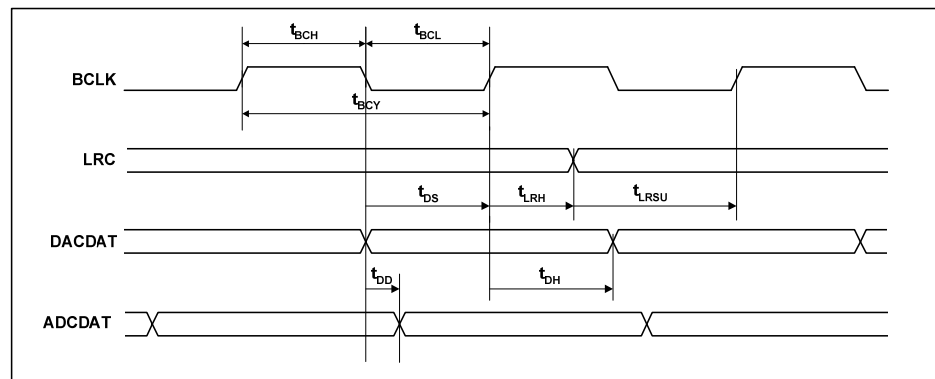 tBCH tBCL
BCLK
tBCY
LRC
tDS tLRH tLRSU
DACDAT
tDD tDH
ADCDAT